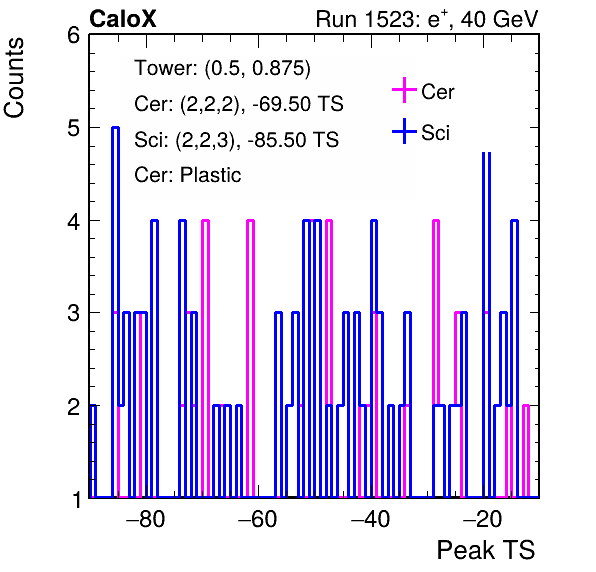 CaloX Run 1523: e⁺, 40 GeV
Counts
6
Tower: (0.5, 0.875)
Cer: (2,2,2), -69.50 TS
Sci: (2,2,3), -85.50 TS
Cer: Plastic
Cer
Sci
5
4
3
2
1
−80 −60 −40 −20
Peak TS